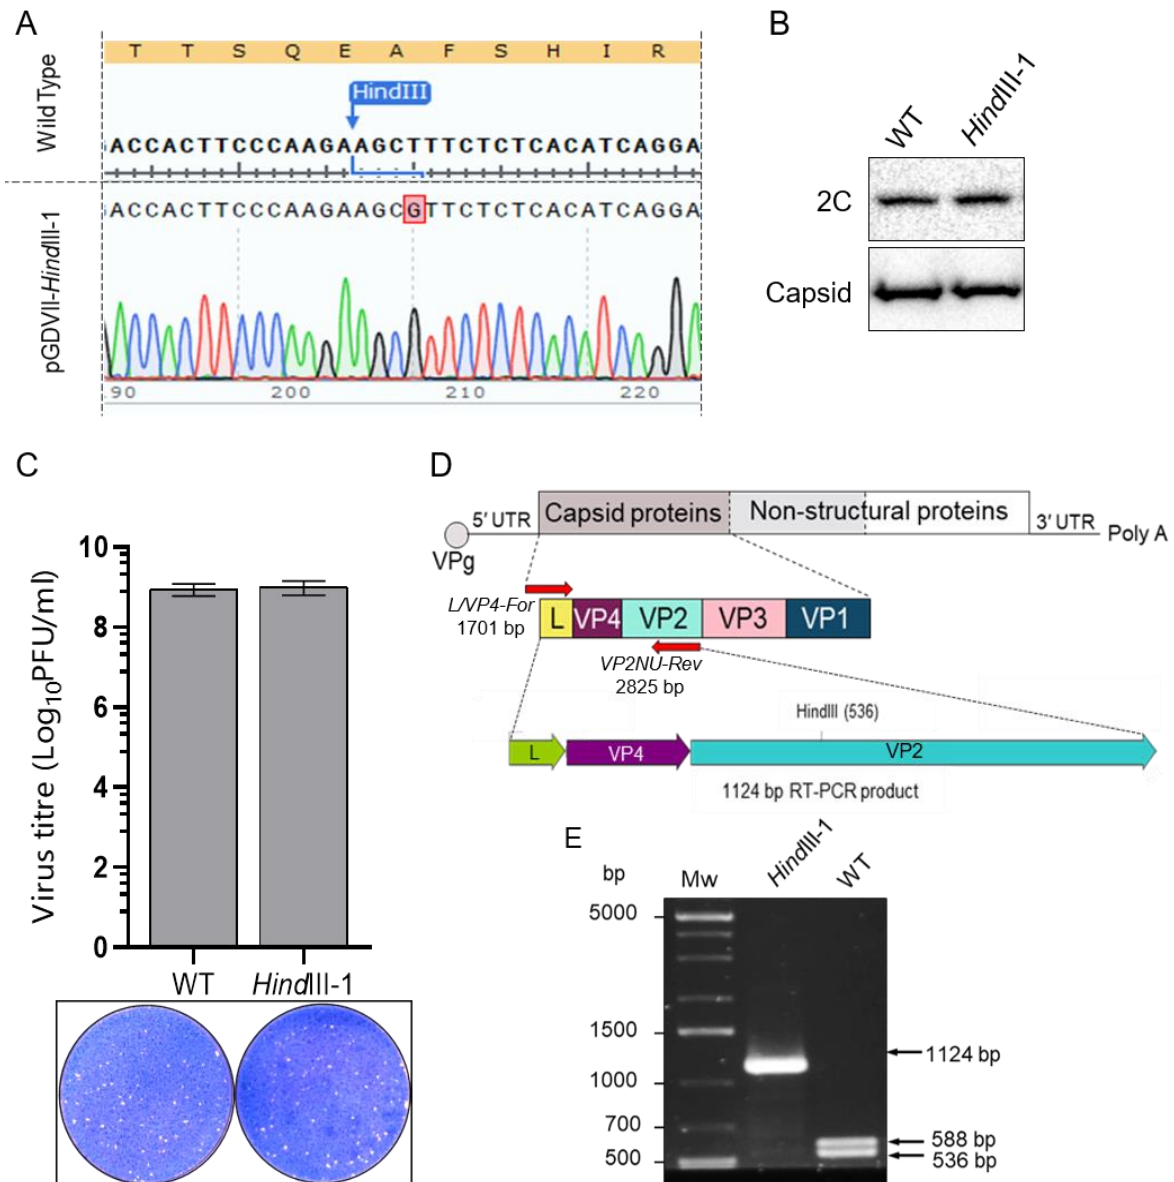 A
Wild Type
T T S Q E A F S H I R
HindIII
ACCACTTCCCAAGAAGCTTTCTCTCACATCAGGA
pGDVII-HindIII-1
ACCACTTCCCAAGAAGCGTTCTCTCACATCAGGA
90 200 210 220
B
WT HindIII-1
2C
Capsid
C
Virus titre (Log10PFU/ml)
10
8
6
4
2
0
WT HindIII-1
D
5′ UTR Capsid proteins Non-structural proteins 3′ UTR Poly A
VPg
L/VP4-For
1701 bp
L VP4 VP2 VP3 VP1
VP2NU-Rev
2825 bp
HindIII (536)
L VP4 VP2
1124 bp RT-PCR product
E
bp Mw HindIII-1 WT
5000
1500
1000
700
500
1124 bp
588 bp
536 bp